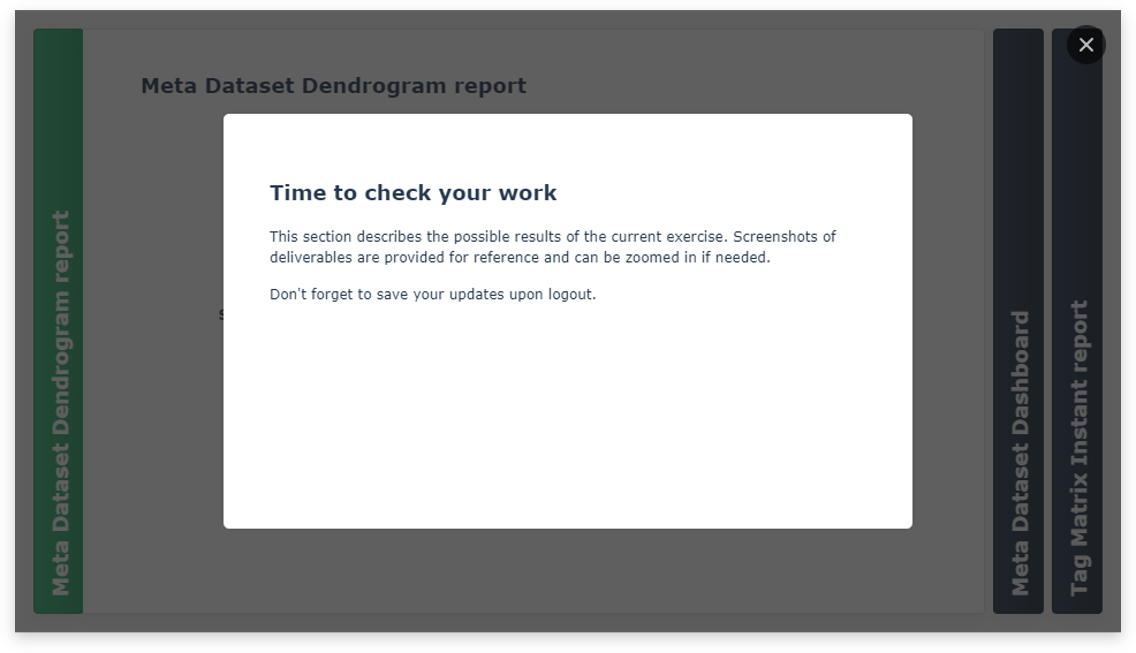 Meta Dataset Dendrogram report
Meta Dataset Dendrogram report
Time to check your work
This section describes the possible results of the current exercise. Screenshots of
deliverables are provided for reference and can be zoomed in if needed.
Don't forget to save your updates upon logout.
Meta Dataset Dashboard
Tag Matrix Instant report